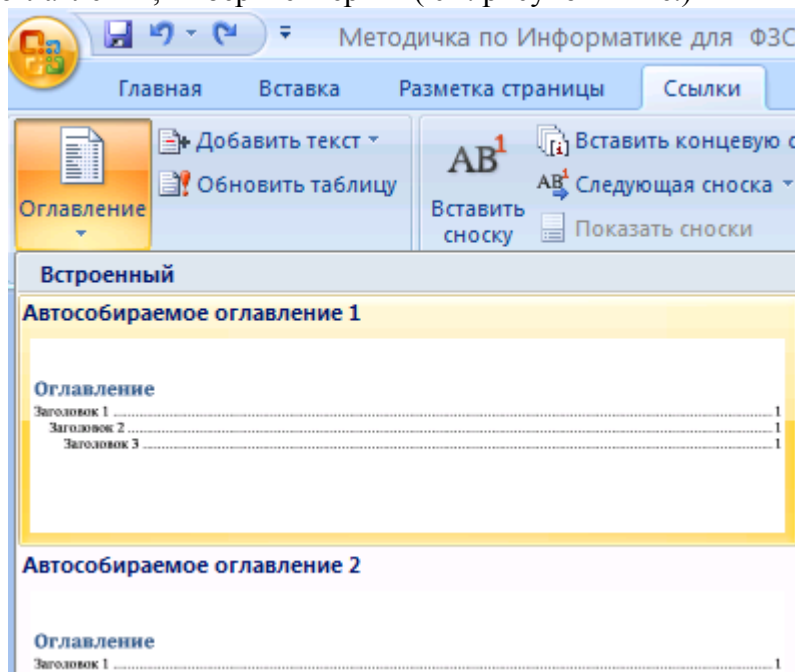 Методичка по Информатике для ФЗС
Главная Вставка Разметка страницы Ссылки
Оглавление
Добавить текст
Обновить таблицу
AB1
Вставить сноску
Вставить концевую с
AB Следующая сноска
Показать сноски
Встроенный
Автособираемое оглавление 1
Оглавление
Заголовок 1 1
Заголовок 2 1
Заголовок 3 1
Автособираемое оглавление 2
Оглавление
Заголовок 1 1